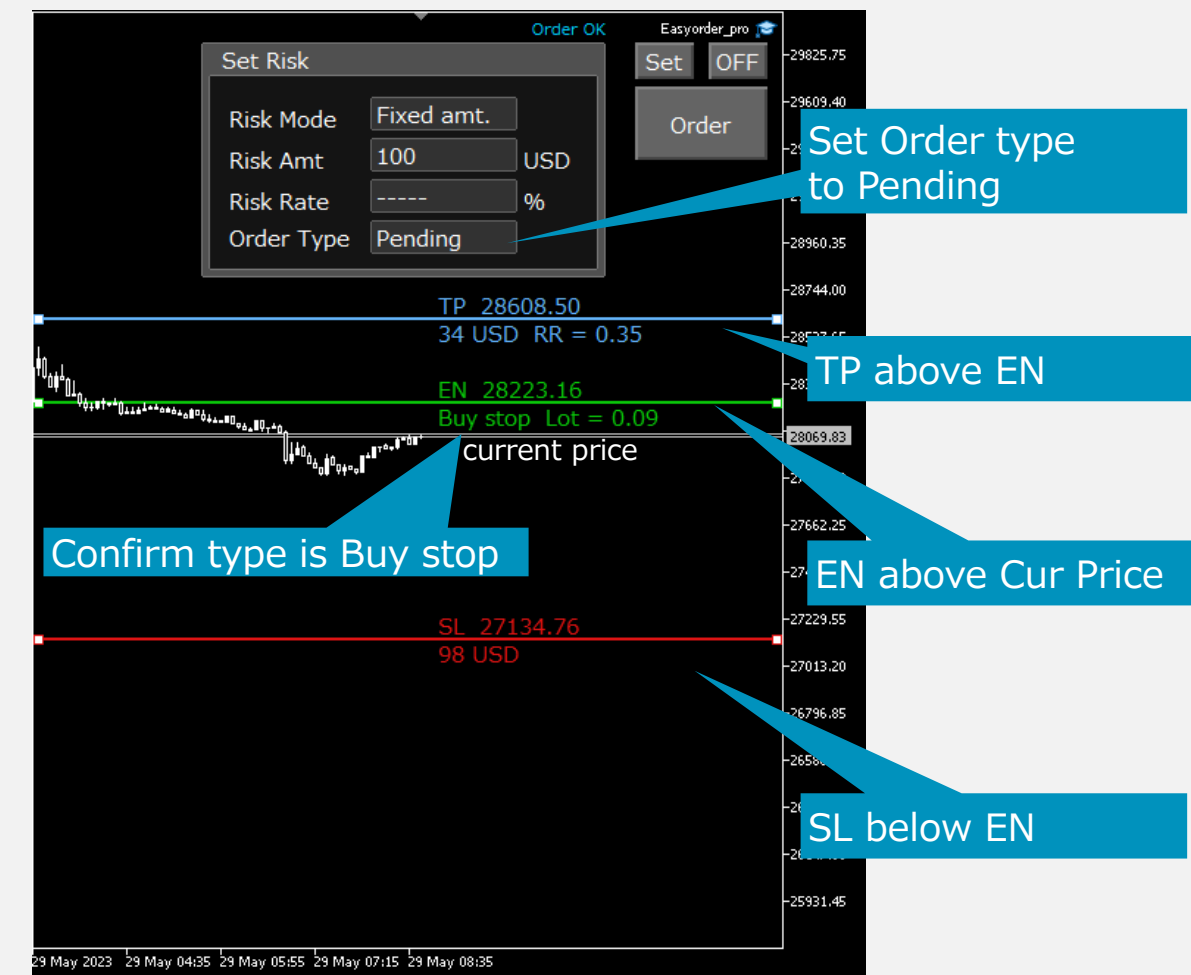 Order OK
Easyorder_pro
Set Risk
Set
OFF
Risk Mode
Fixed amt.
Order
Risk Amt
100
USD
Risk Rate
-----
%
Order Type
Pending
Set Order type
to Pending
TP 28608.50
34 USD RR = 0.35
TP above EN
EN 28223.16
Buy stop Lot = 0.09
current price
Confirm type is Buy stop
EN above Cur Price
SL 27134.76
98 USD
SL below EN
29825.75
29609.40
28960.35
28744.00
28069.83
27662.25
27229.55
27013.20
26796.85
25931.45
29 May 2023
29 May 04:35
29 May 05:55
29 May 07:15
29 May 08:35